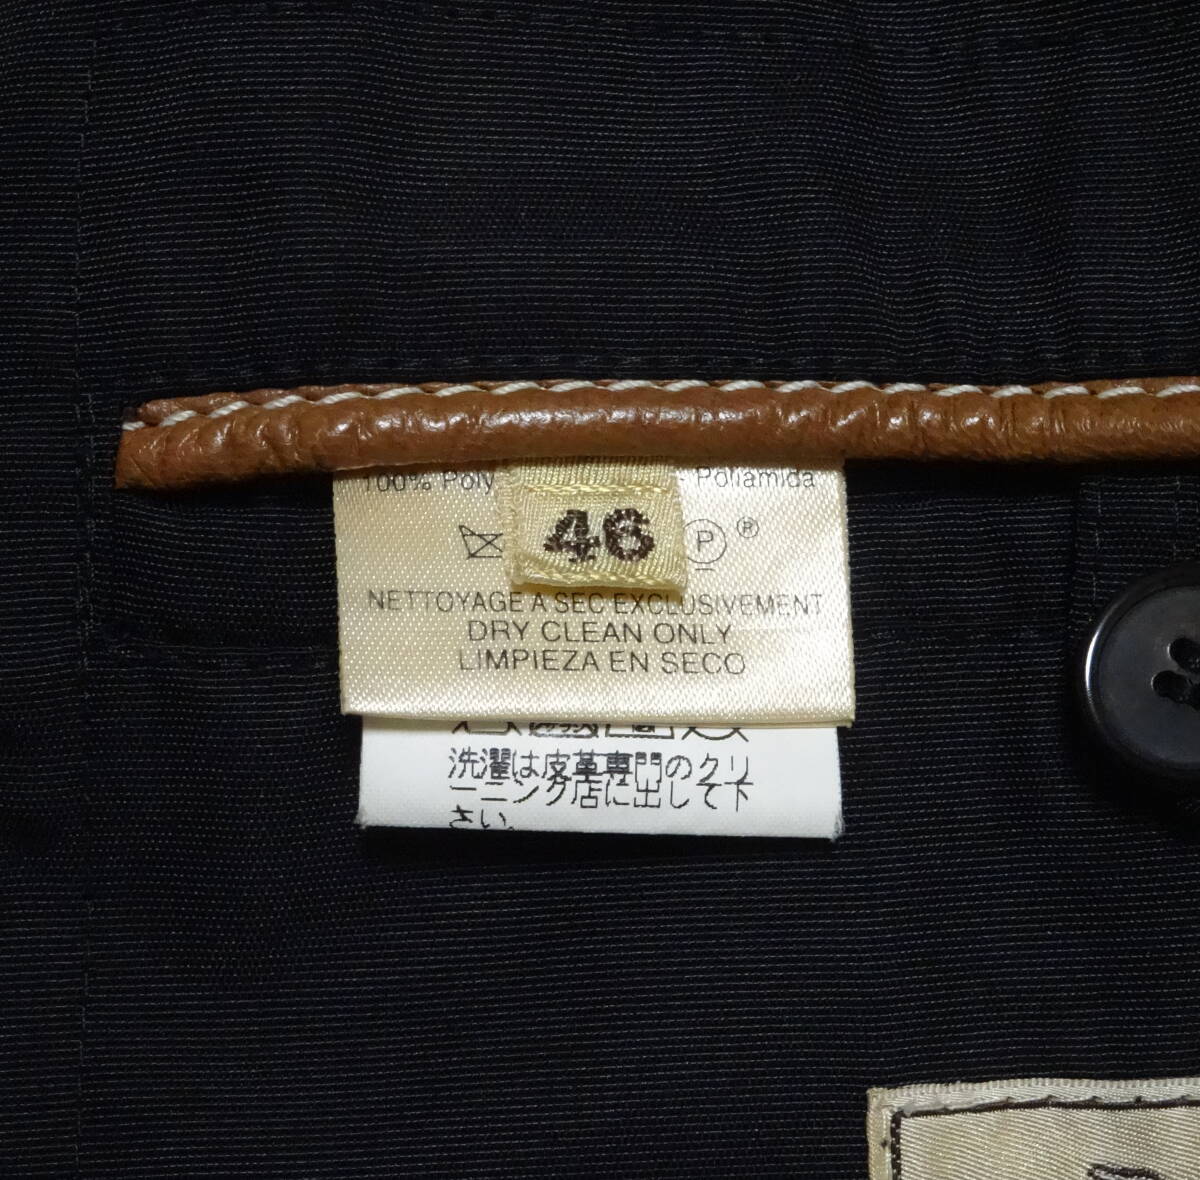 100% Poly - Poliamida
46
P ®
NETTOYAGE A SEC EXCLUSIVEMENT
DRY CLEAN ONLY
LIMPIEZA EN SECO
洗濯は皮革専門のクリ
ーニング店に出して下
さい。